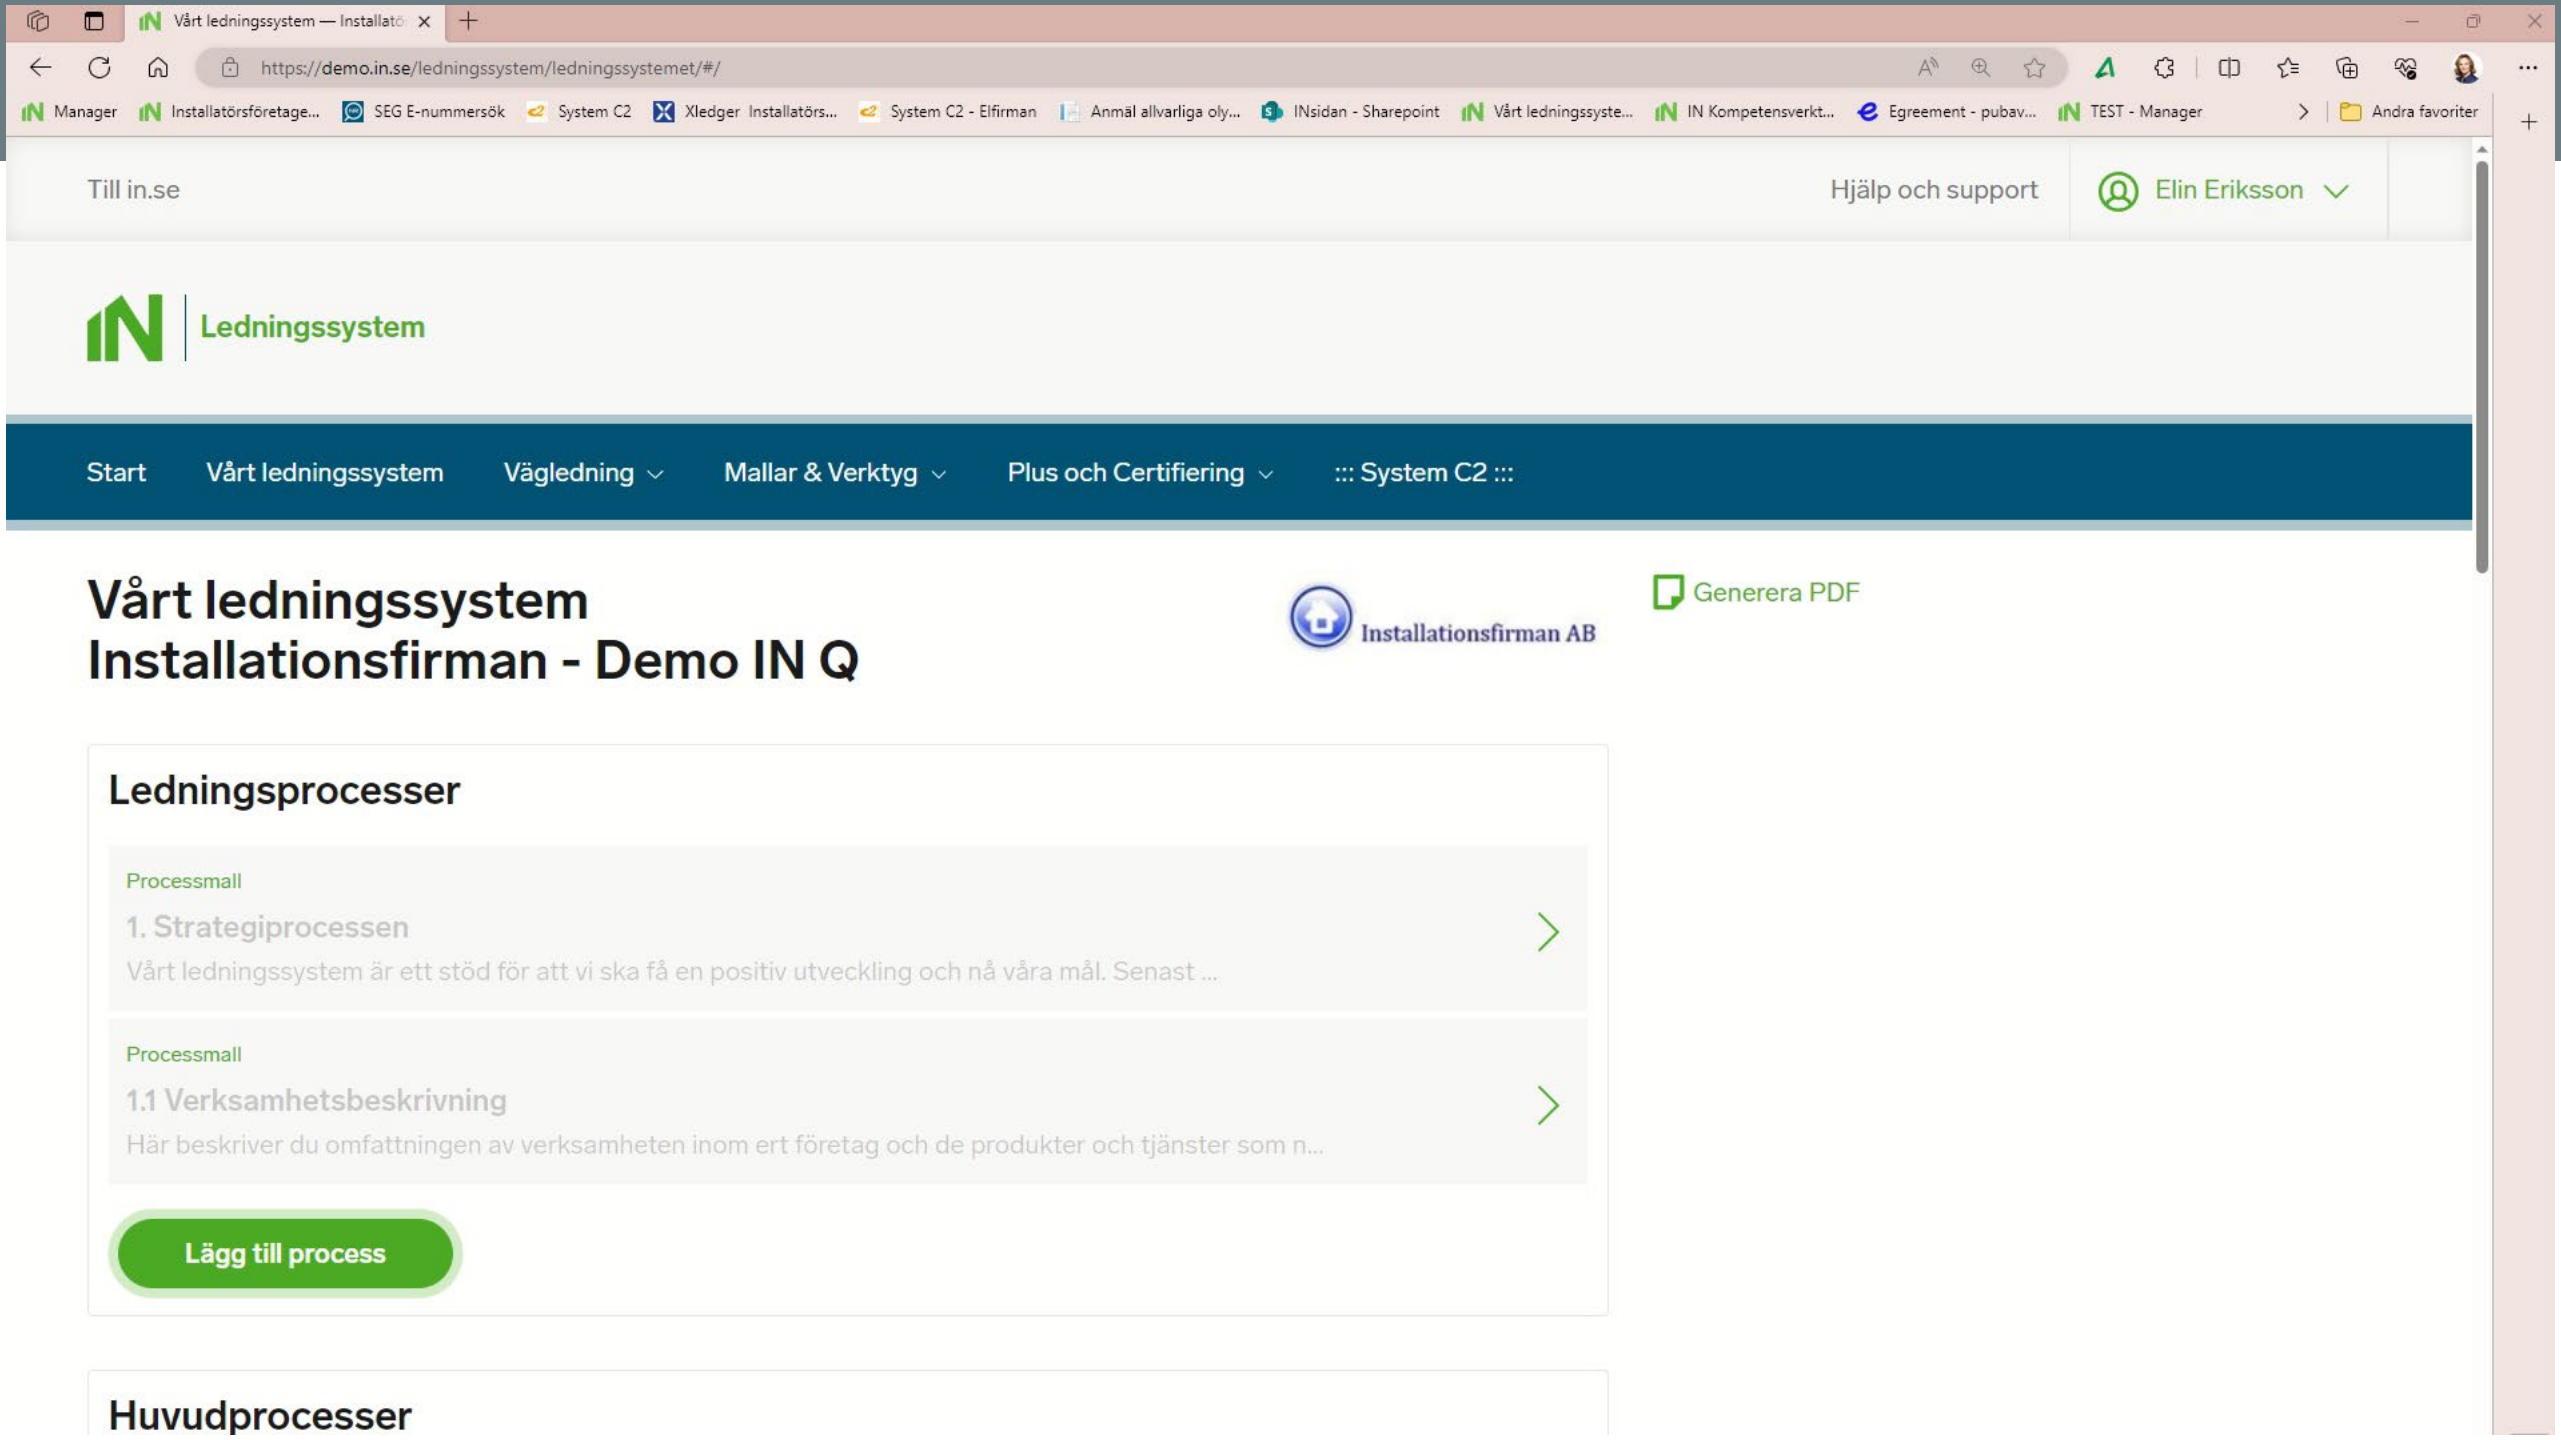 Vårt ledningssystem — Installatö
https://demo.in.se/ledningssystem/ledningssystemet/#/
Manager Installatörsföretage... SEG E-nummersök System C2 Xledger Installatörs... System C2 - Elfirman Anmäl allvarliga oly... INsidan - Sharepoint Vårt ledningssyste... IN Kompetensverkt... Egreement - pubav... TEST - Manager Andra favoriter
Till in.se Hjälp och support Elin Eriksson
IN Ledningssystem
Start Vårt ledningssystem Vägledning Mallar & Verktyg Plus och Certifiering ::: System C2 :::
Vårt ledningssystem
Installationsfirman - Demo IN Q
Installationsfirman AB
Generera PDF
Ledningsprocesser
Processmall
1. Strategiprocessen
Vårt ledningssystem är ett stöd för att vi ska få en positiv utveckling och nå våra mål. Senast ...
Processmall
1.1 Verksamhetsbeskrivning
Här beskriver du omfattningen av verksamheten inom ert företag och de produkter och tjänster som n...
Lägg till process
Huvudprocesser